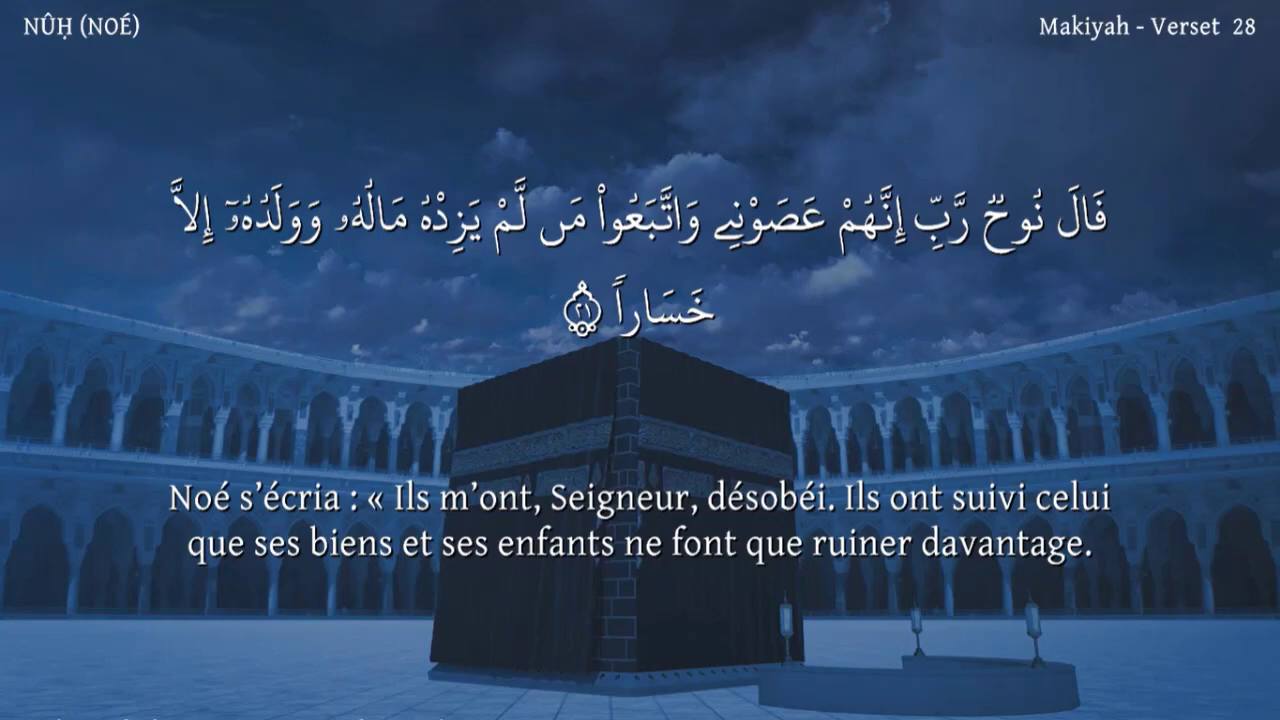 NÛḤ (NOÉ)
Makiyah - Verset 28
قَالَ نُوحٌ رَّبِّ إِنَّهُمْ عَصَوْنِے وَاتَّبَعُواْ مَن لَّمْ يَزِدْهُ مَالُهُۥ وَوَلَدُهُۥٓ إِلاَّ
خَسَاراً ۝٢١
Noé s’écria : « Ils m’ont, Seigneur, désobéi. Ils ont suivi celui
que ses biens et ses enfants ne font que ruiner davantage.